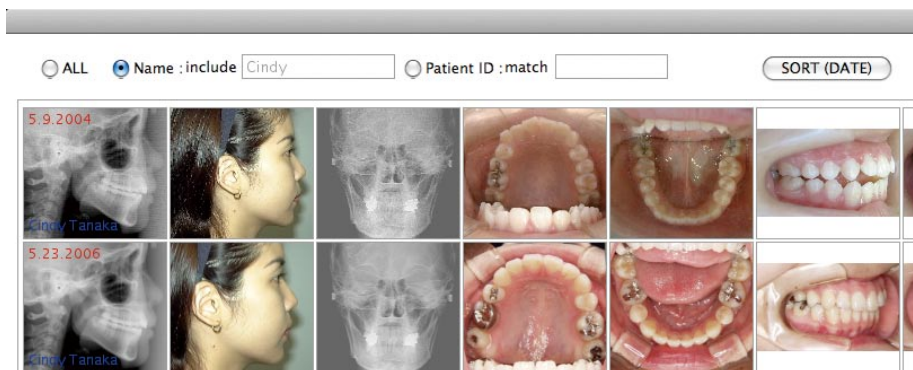 ALL Name : include Cindy Patient ID : match SORT (DATE)
5.9.2004
Cindy Tanaka
5.23.2006
Cindy Tanaka